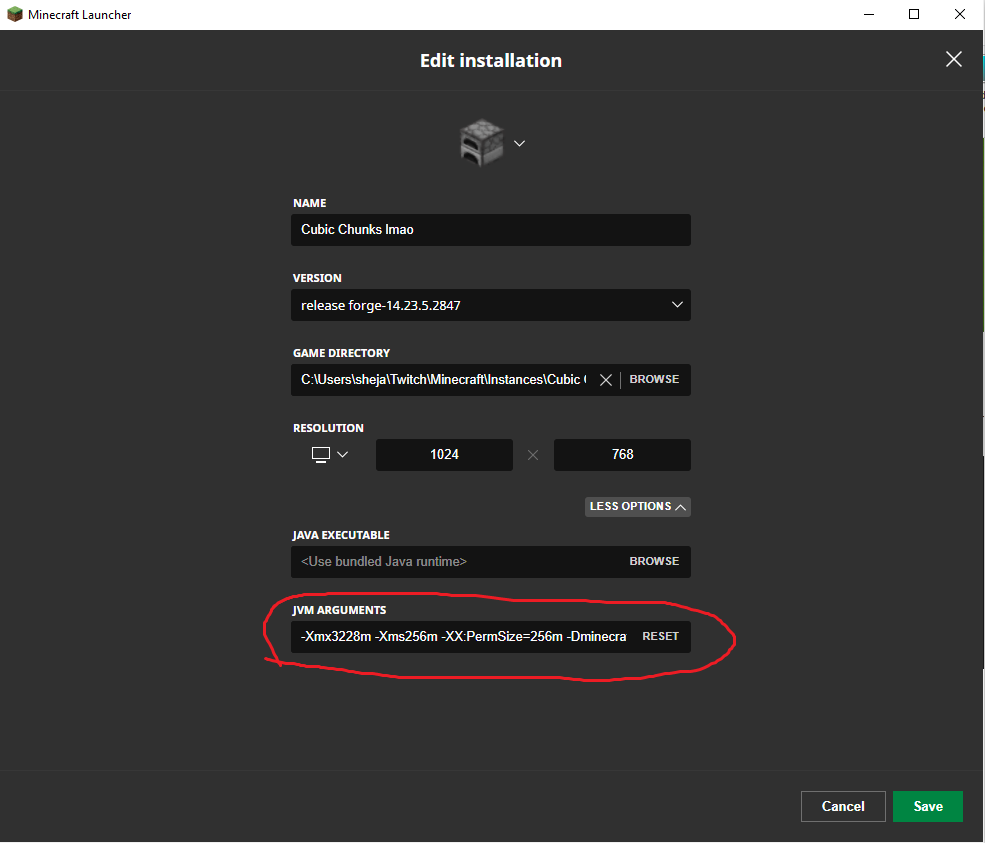 Minecraft Launcher
Edit installation
NAME
Cubic Chunks lmao
VERSION
release forge-14.23.5.2847
GAME DIRECTORY
C:\Users\sheja\Twitch\Minecraft\Instances\Cubic BROWSE
RESOLUTION
1024 × 768
LESS OPTIONS
JAVA EXECUTABLE
<Use bundled Java runtime> BROWSE
JVM ARGUMENTS
-Xmx3228m -Xms256m -XX:PermSize=256m -Dminecra RESET
Cancel Save